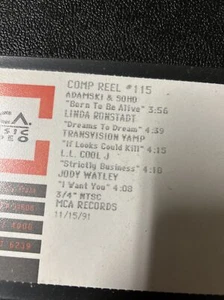 COMP REEL #115
ADAMSKI & SOHO
"Born To Be Alive" 3:56
LINDA RONSTADT
"Dreams To Dream" 4:39
TRANSVISION VAMP
"If Looks Could Kill" 4:15
L.L. COOL J
"Strictly Business" 4:18
JODY WATLEY
"I Want You" 4:08
3/4" NTSC
MCA RECORDS
11/15/91